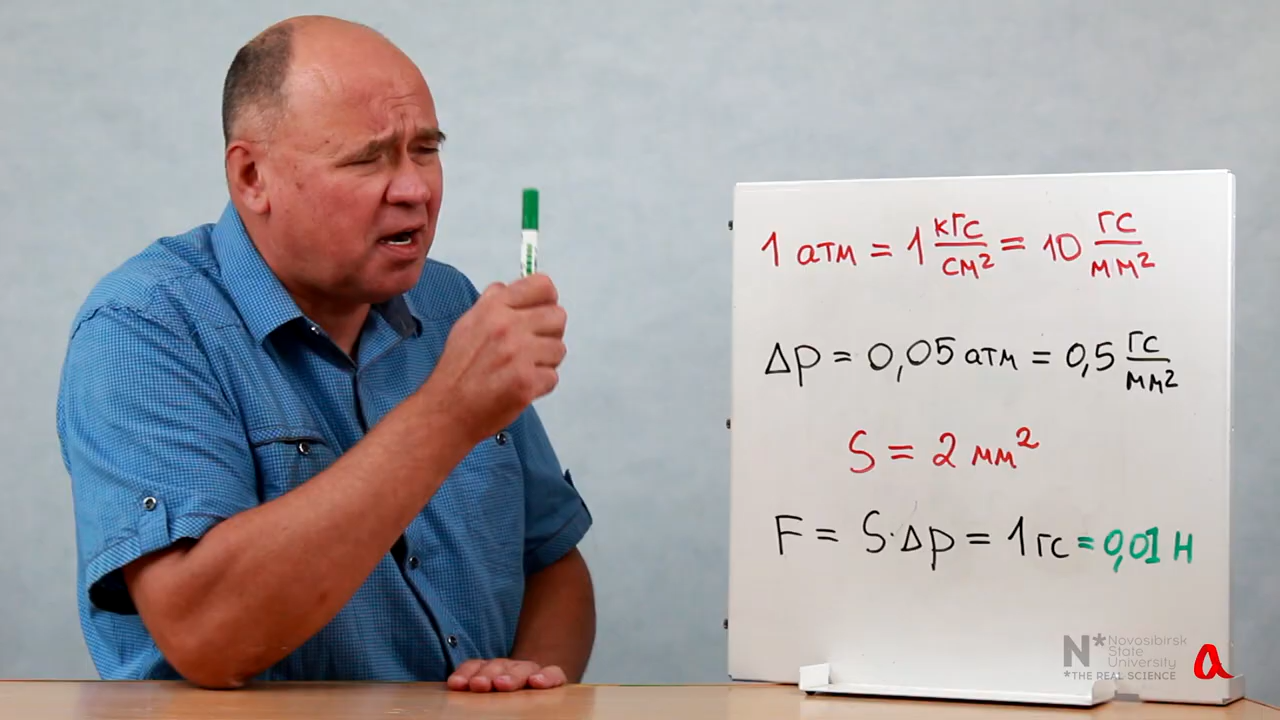 1 атм = 1 кгс/см² = 10 гс/мм²
Δp = 0,05 атм = 0,5 гс/мм²
S = 2 мм²
F = S·Δp = 1 гс = 0,01 Н
N* Novosibirsk
State
University
*THE REAL SCIENCE
a